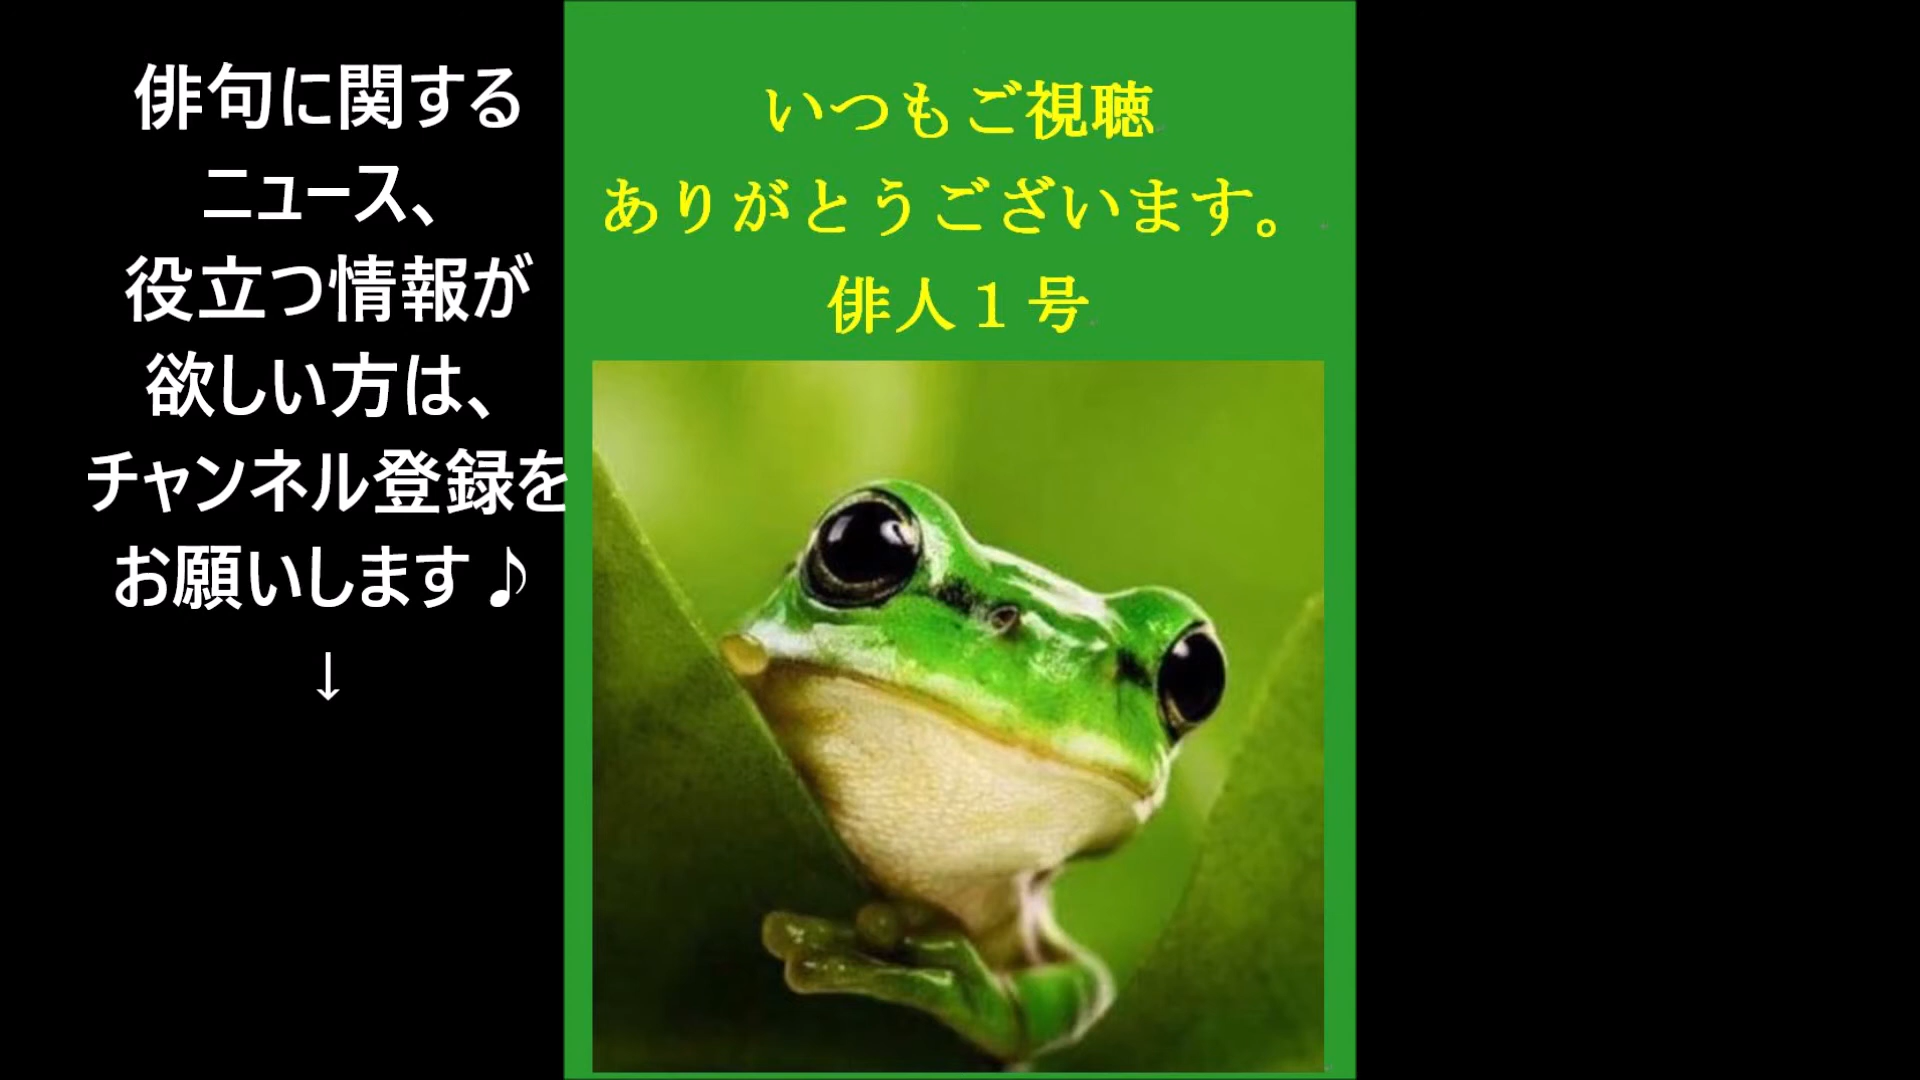 俳句に関する
ニュース、
役立つ情報が
欲しい方は、
チャンネル登録を
お願いします♪
↓
いつもご視聴
ありがとうございます。
俳人１号